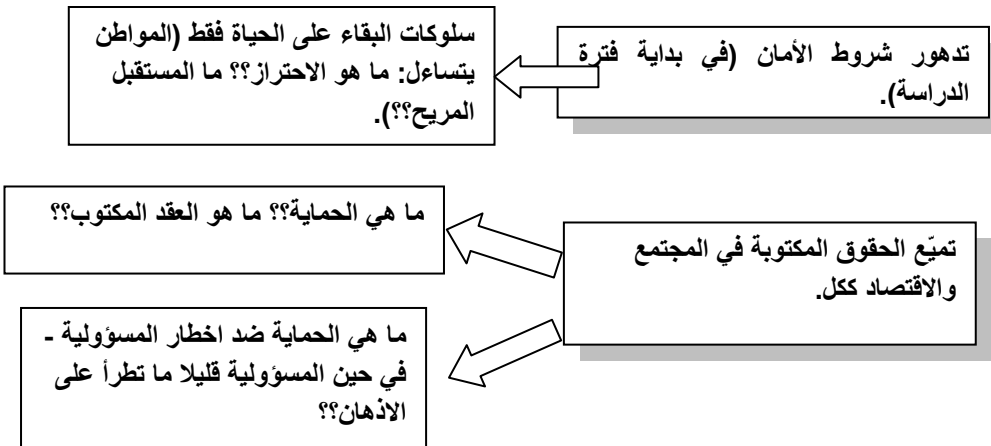 تدهور شروط الأمان (في بداية فترة
الدراسة).
سلوكات البقاء على الحياة فقط (المواطن
يتساءل: ما هو الاحتراز؟؟ ما المستقبل
المريح؟؟).
تميّع الحقوق المكتوبة في المجتمع
والاقتصاد ككل.
ما هي الحماية؟؟ ما هو العقد المكتوب؟؟
ما هي الحماية ضد اخطار المسؤولية -
في حين المسؤولية قليلا ما تطرأ على
الاذهان؟؟